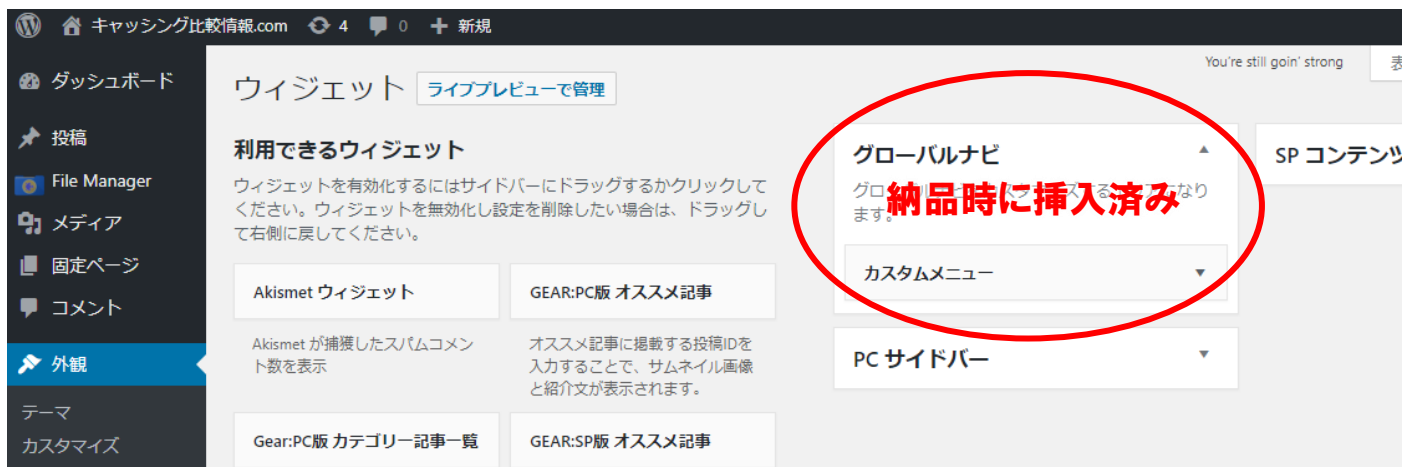 キャッシング比較情報.com 4 0 新規
You're still goin' strong
ダッシュボード
投稿
File Manager
メディア
固定ページ
コメント
外観
テーマ
カスタマイズ
ウィジェット ライブプレビューで管理
利用できるウィジェット
ウィジェットを有効化するにはサイドバーにドラッグするかクリックして
ください。ウィジェットを無効化し設定を削除したい場合は、ドラッグし
て右側に戻してください。
Akismet ウィジェット
Akismet が捕獲したスパムコメン
ト数を表示
Gear:PC版 カテゴリー記事一覧
GEAR:PC版 オススメ記事
オススメ記事に掲載する投稿IDを
入力することで、サムネイル画像
と紹介文が表示されます。
GEAR:SP版 オススメ記事
グローバルナビ
グロ なり
ます。
納品時に挿入済み
カスタムメニュー
PC サイドバー
SP コンテンツ